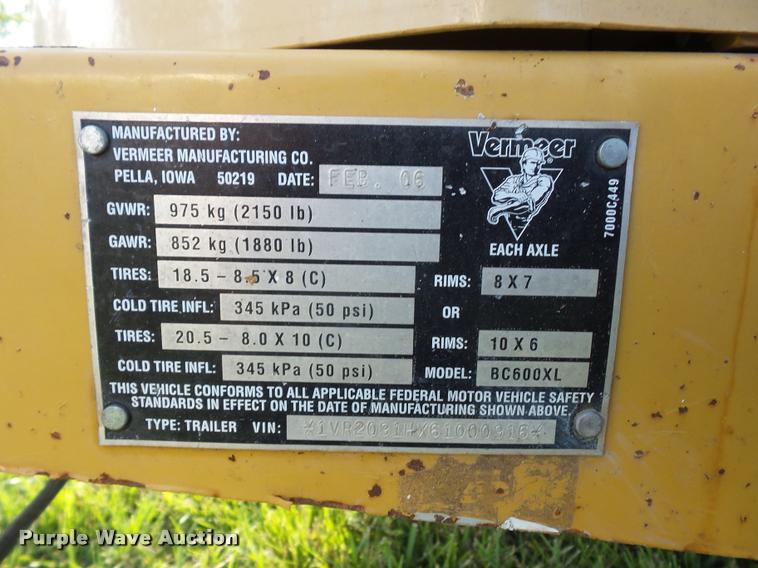 MANUFACTURED BY:
VERMEER MANUFACTURING CO.
PELLA, IOWA 50219 DATE: FEB. 06
Vermeer®
GVWR: 975 kg (2150 lb)
GAWR: 852 kg (1880 lb)
EACH AXLE
TIRES: 18.5 - 8.5 X 8 (C) RIMS: 8 X 7
COLD TIRE INFL: 345 kPa (50 psi) OR
TIRES: 20.5 - 8.0 X 10 (C) RIMS: 10 X 6
COLD TIRE INFL: 345 kPa (50 psi) MODEL: BC600XL
THIS VEHICLE CONFORMS TO ALL APPLICABLE FEDERAL MOTOR VEHICLE SAFETY
STANDARDS IN EFFECT ON THE DATE OF MANUFACTURING SHOWN ABOVE.
TYPE: TRAILER VIN:
7000C449
Purple Wave Auction